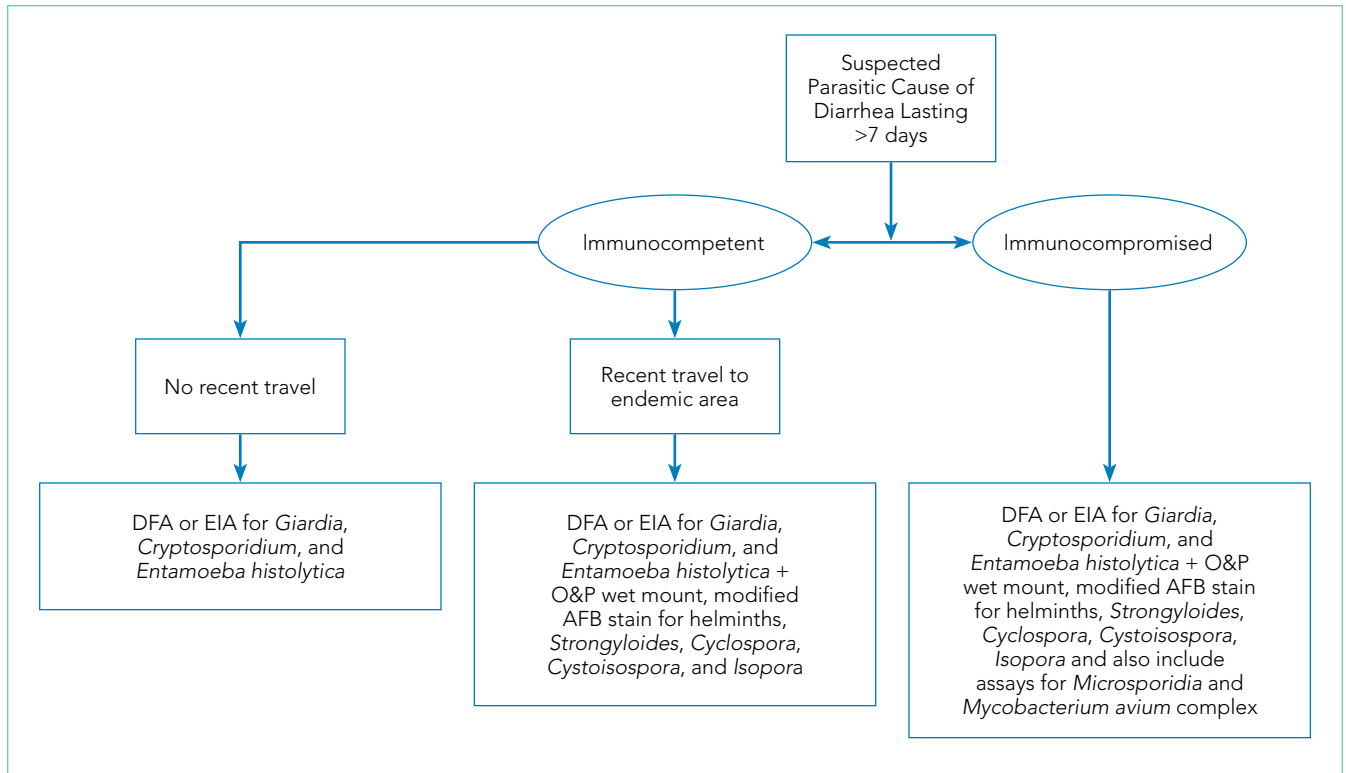 Suspected
Parasitic Cause of
Diarrhea Lasting
>7 days
Immunocompetent
Immunocompromised
No recent travel
Recent travel to
endemic area
DFA or EIA for Giardia,
Cryptosporidium, and
Entamoeba histolytica
DFA or EIA for Giardia,
Cryptosporidium, and
Entamoeba histolytica +
O&P wet mount, modified
AFB stain for helminths,
Strongyloides, Cyclospora,
Cystoisospora, and Isopora
DFA or EIA for Giardia,
Cryptosporidium, and
Entamoeba histolytica + O&P
wet mount, modified AFB stain
for helminths, Strongyloides,
Cyclospora, Cystoisospora,
Isopora and also include
assays for Microsporidia and
Mycobacterium avium complex